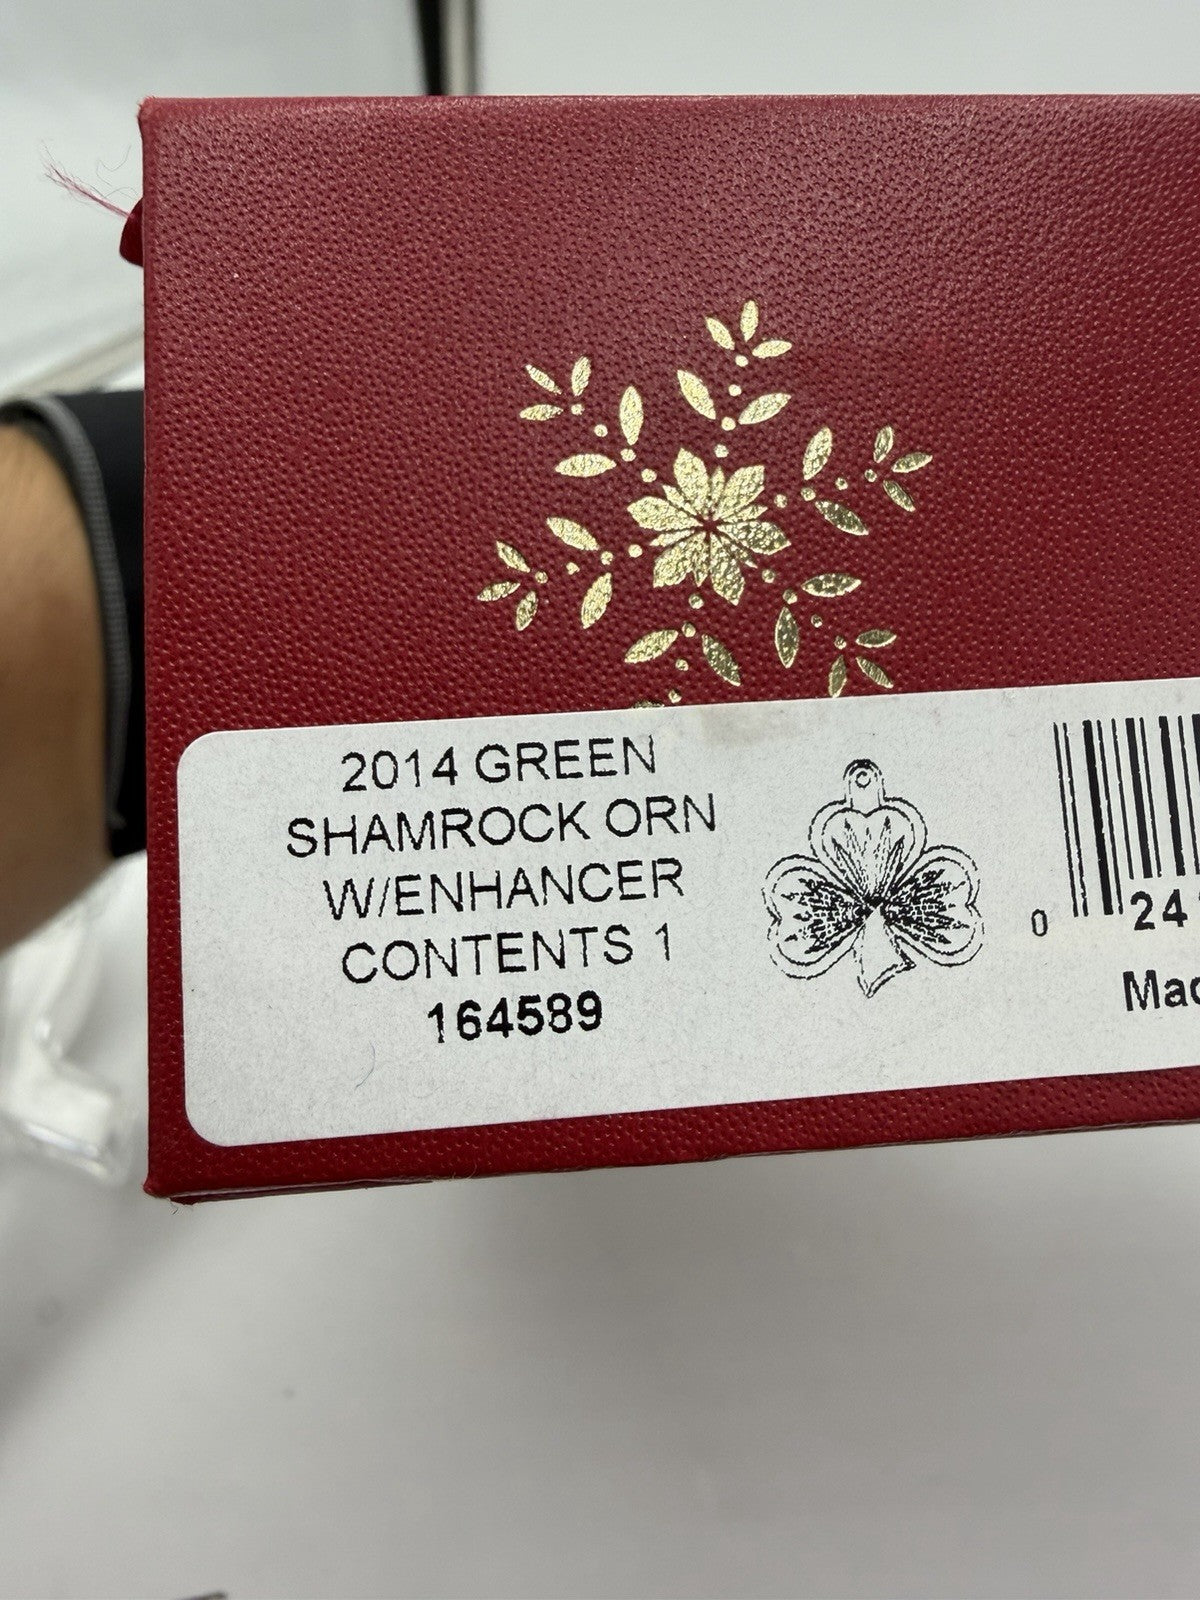 2014 GREEN
SHAMROCK ORN
W/ENHANCER
CONTENTS 1
164589
0 24
Mad